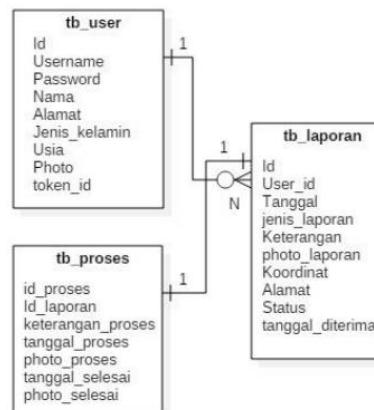 tb_user
Id
Username
Password
Nama
Alamat
Jenis_kelamin
Usia
Photo
token_id
1
1
N
tb_laporan
Id
User_id
Tanggal
jenis_laporan
Keterangan
photo_laporan
Koordinat
Alamat
Status
tanggal_diterima
tb_proses
id_proses
Id_laporan
keterangan_proses
tanggal_proses
photo_proses
tanggal_selesai
photo_selesai
1